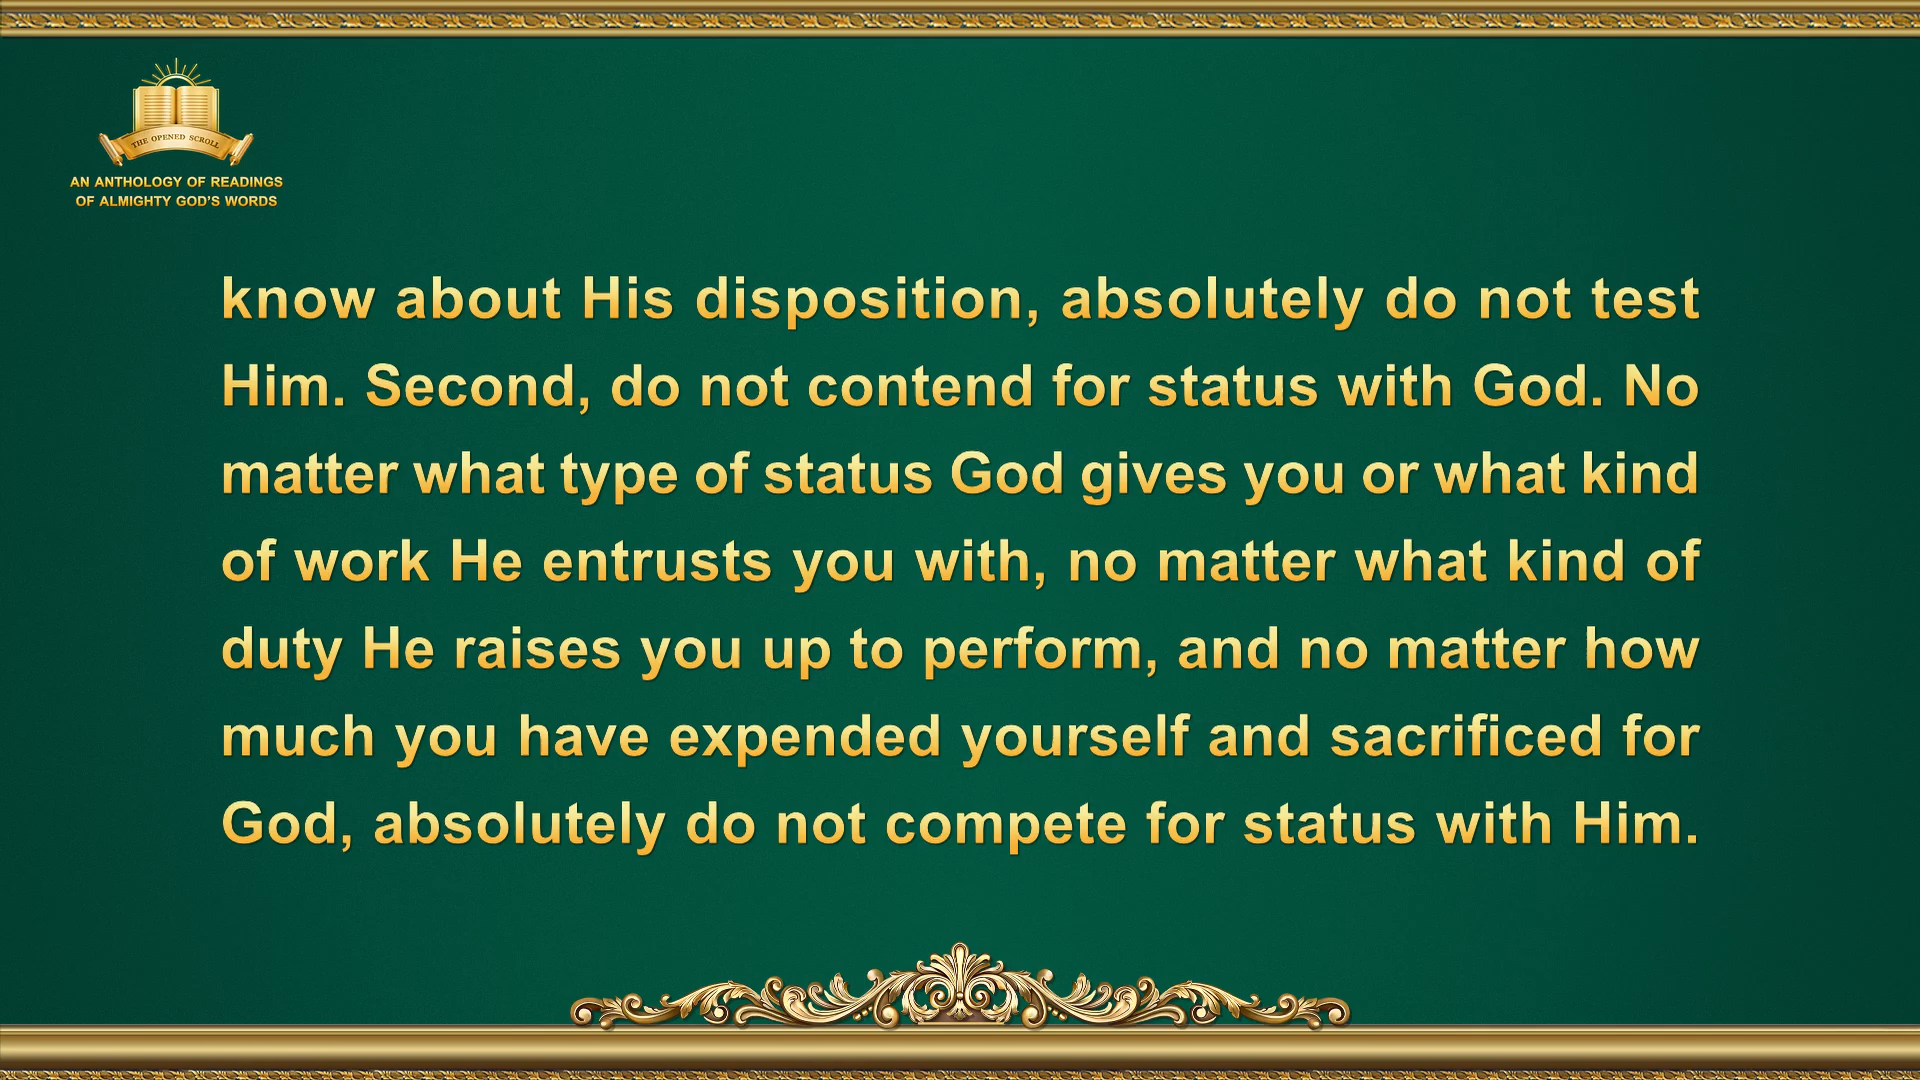 THE OPENED SCROLL
AN ANTHOLOGY OF READINGS
OF ALMIGHTY GOD'S WORDS
know about His disposition, absolutely do not test
Him. Second, do not contend for status with God. No
matter what type of status God gives you or what kind
of work He entrusts you with, no matter what kind of
duty He raises you up to perform, and no matter how
much you have expended yourself and sacrificed for
God, absolutely do not compete for status with Him.